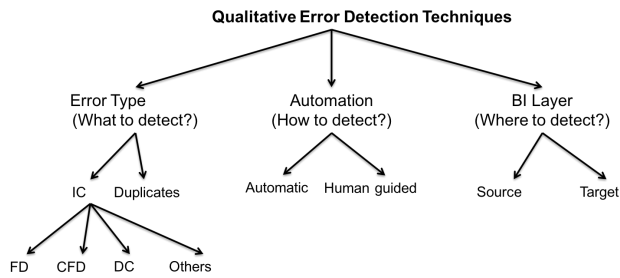 Qualitative Error Detection Techniques
Error Type
(What to detect?)
Automation
(How to detect?)
BI Layer
(Where to detect?)
IC
Duplicates
Automatic
Human guided
Source
Target
FD
CFD
DC
Others